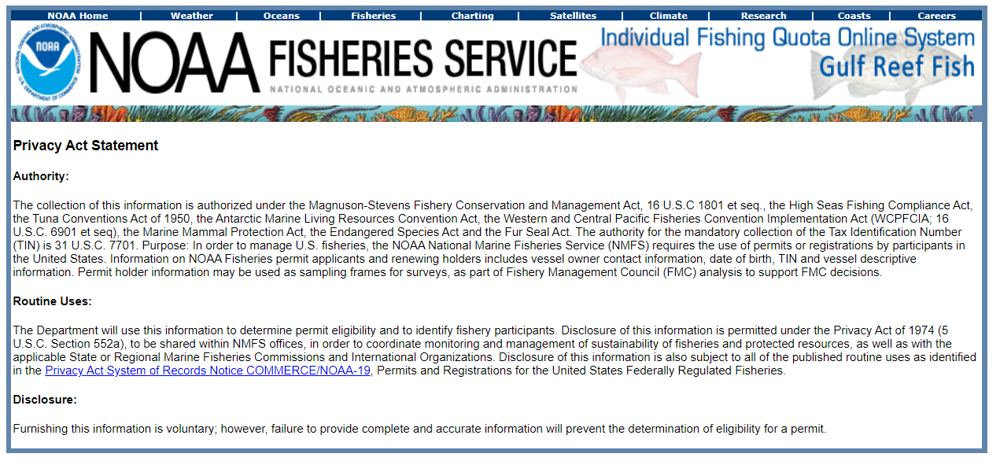 NOAA Home | Weather | Oceans | Fisheries | Charting | Satellites | Climate | Research | Coasts | Careers
NOAA
NOAA FISHERIES SERVICE
NATIONAL OCEANIC AND ATMOSPHERIC ADMINISTRATION
Individual Fishing Quota Online System
Gulf Reef Fish
Privacy Act Statement
Authority:
The collection of this information is authorized under the Magnuson-Stevens Fishery Conservation and Management Act, 16 U.S.C 1801 et seq., the High Seas Fishing Compliance Act,
the Tuna Conventions Act of 1950, the Antarctic Marine Living Resources Convention Act, the Western and Central Pacific Fisheries Convention Implementation Act (WCPFCIA; 16
U.S.C. 6901 et seq), the Marine Mammal Protection Act, the Endangered Species Act and the Fur Seal Act. The authority for the mandatory collection of the Tax Identification Number
(TIN) is 31 U.S.C. 7701. Purpose: In order to manage U.S. fisheries, the NOAA National Marine Fisheries Service (NMFS) requires the use of permits or registrations by participants in
the United States. Information on NOAA Fisheries permit applicants and renewing holders includes vessel owner contact information, date of birth, TIN and vessel descriptive
information. Permit holder information may be used as sampling frames for surveys, as part of Fishery Management Council (FMC) analysis to support FMC decisions.
Routine Uses:
The Department will use this information to determine permit eligibility and to identify fishery participants. Disclosure of this information is permitted under the Privacy Act of 1974 (5
U.S.C. Section 552a), to be shared within NMFS offices, in order to coordinate monitoring and management of sustainability of fisheries and protected resources, as well as with the
applicable State or Regional Marine Fisheries Commissions and International Organizations. Disclosure of this information is also subject to all of the published routine uses as identified
in the Privacy Act System of Records Notice COMMERCE/NOAA-19, Permits and Registrations for the United States Federally Regulated Fisheries.
Disclosure:
Furnishing this information is voluntary; however, failure to provide complete and accurate information will prevent the determination of eligibility for a permit.